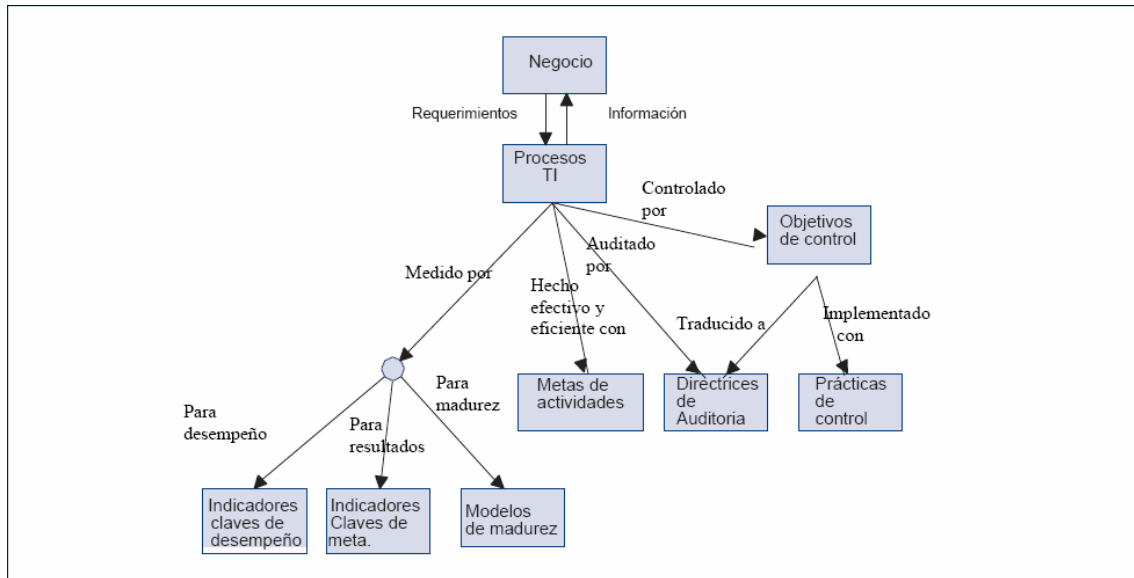 Negocio
Requerimientos
Información
Procesos
TI
Controlado
por
Objetivos
de control
Auditado
por
Medido por
Hecho
efectivo y
eficiente con
Traducido a
Implementado
con
Para
madurez
Metas de
actividades
Directrices
de
Auditoria
Prácticas
de
control
Para
desempeño
Para
resultados
Indicadores
claves de
desempeño
Indicadores
Claves de
meta.
Modelos
de madurez